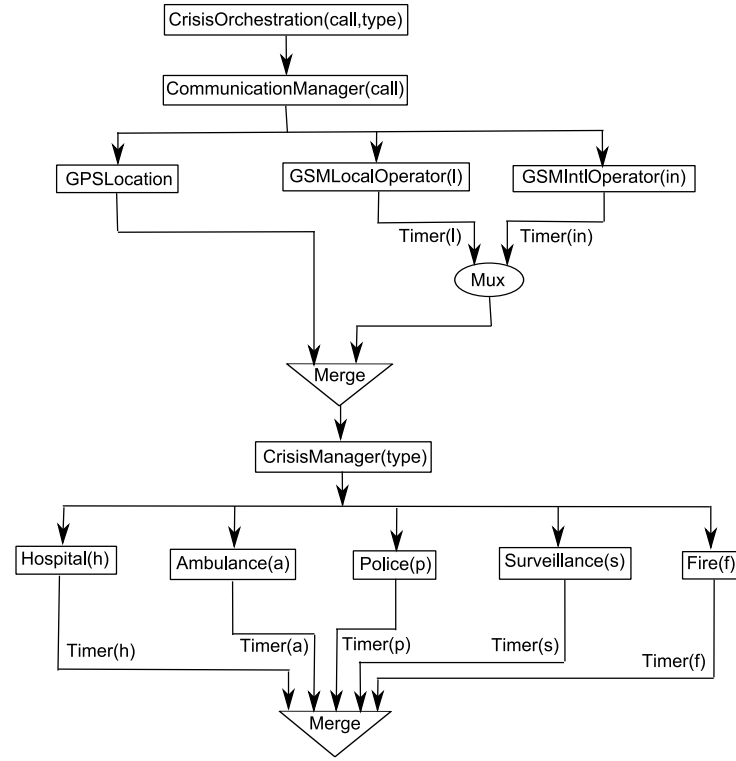 CrisisOrchestration(call,type)
CommunicationManager(call)
GPSLocation
GSMLocalOperator(l)
GSMIntlOperator(in)
Timer(l)
Timer(in)
Mux
Merge
CrisisManager(type)
Hospital(h)
Ambulance(a)
Police(p)
Surveillance(s)
Fire(f)
Timer(h)
Timer(a)
Timer(p)
Timer(s)
Timer(f)
Merge